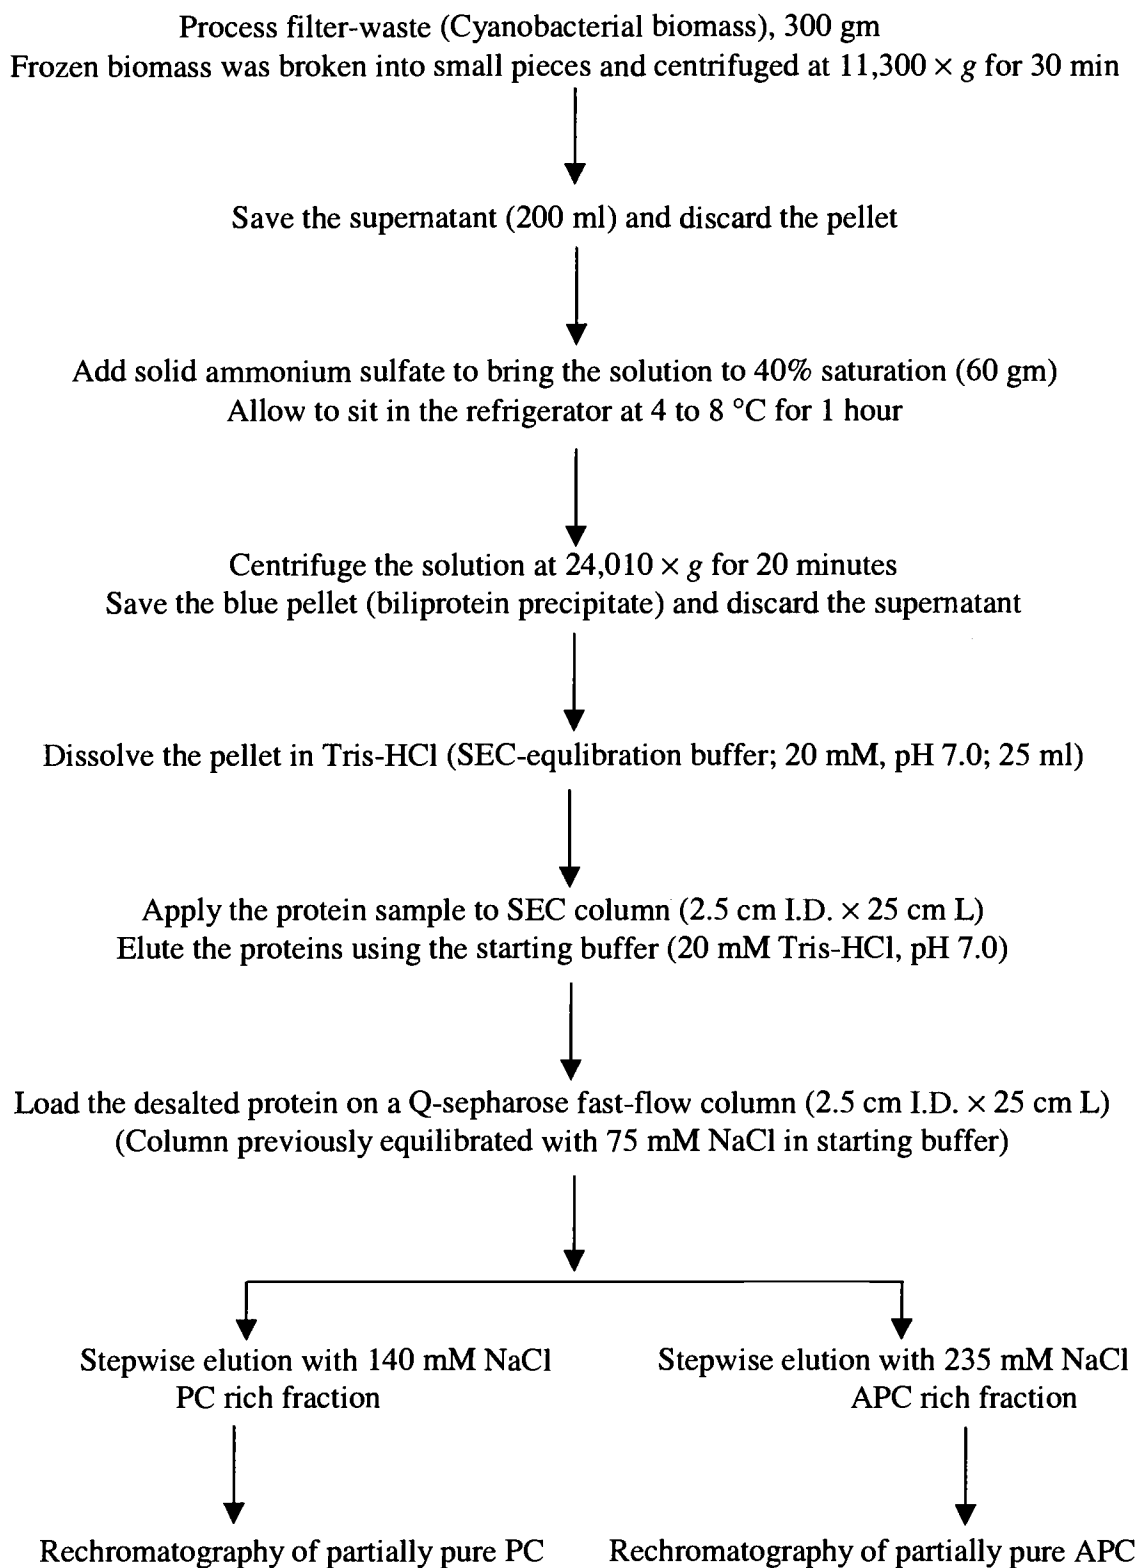 Process filter-waste (Cyanobacterial biomass), 300 gm
Frozen biomass was broken into small pieces and centrifuged at 11,300 × g for 30 min
Save the supernatant (200 ml) and discard the pellet
Add solid ammonium sulfate to bring the solution to 40% saturation (60 gm)
Allow to sit in the refrigerator at 4 to 8 °C for 1 hour
Centrifuge the solution at 24,010 × g for 20 minutes
Save the blue pellet (biliprotein precipitate) and discard the supernatant
Dissolve the pellet in Tris-HCl (SEC-equlibration buffer; 20 mM, pH 7.0; 25 ml)
Apply the protein sample to SEC column (2.5 cm I.D. × 25 cm L)
Elute the proteins using the starting buffer (20 mM Tris-HCl, pH 7.0)
Load the desalted protein on a Q-sepharose fast-flow column (2.5 cm I.D. × 25 cm L)
(Column previously equilibrated with 75 mM NaCl in starting buffer)
Stepwise elution with 140 mM NaCl
PC rich fraction
Stepwise elution with 235 mM NaCl
APC rich fraction
Rechromatography of partially pure PC
Rechromatography of partially pure APC